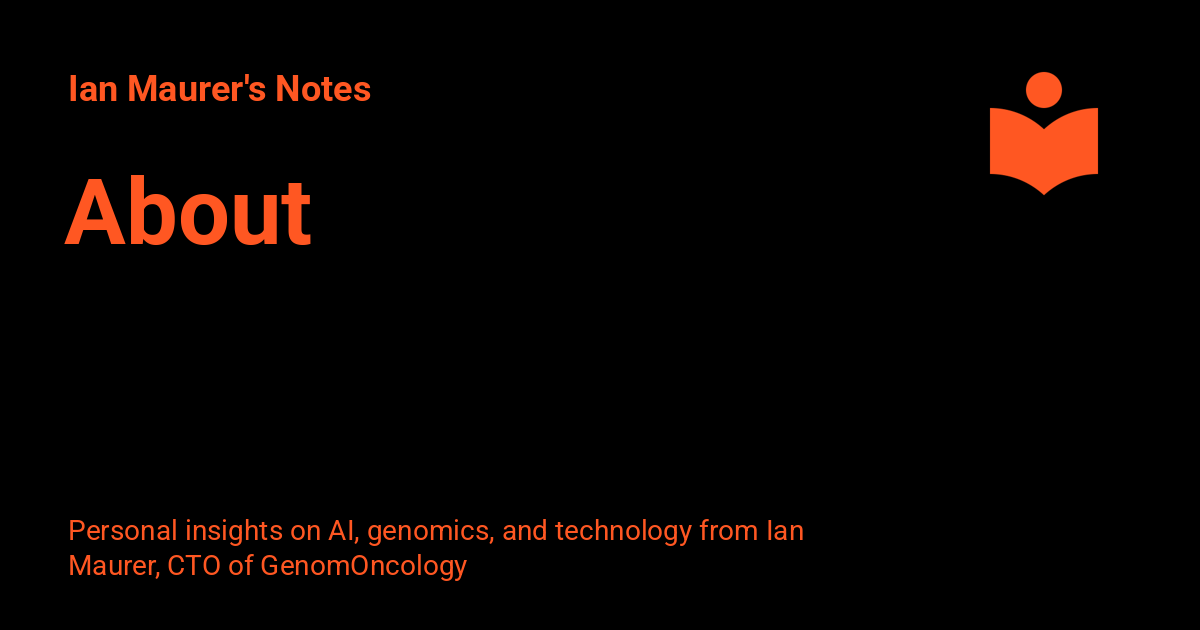 Ian Maurer's Notes
About
Personal insights on AI, genomics, and technology from Ian
Maurer, CTO of GenomOncology